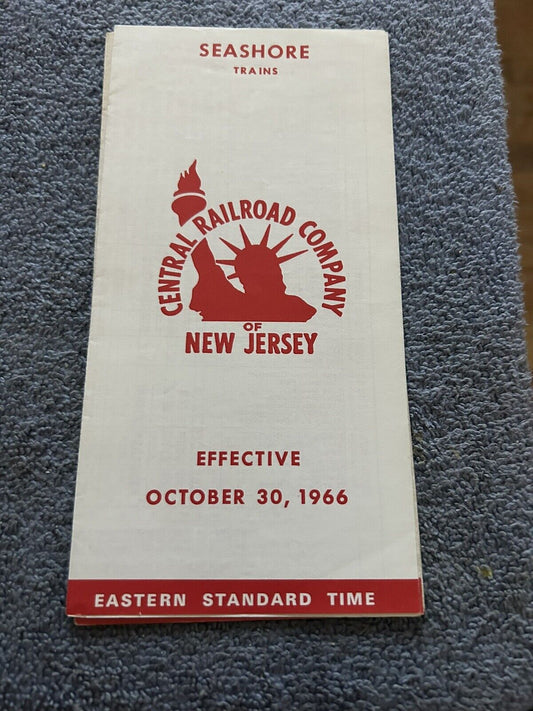 SEASHORE
TRAINS
CENTRAL RAILROAD COMPANY
OF
NEW JERSEY
EFFECTIVE
OCTOBER 30, 1966
EASTERN STANDARD TIME